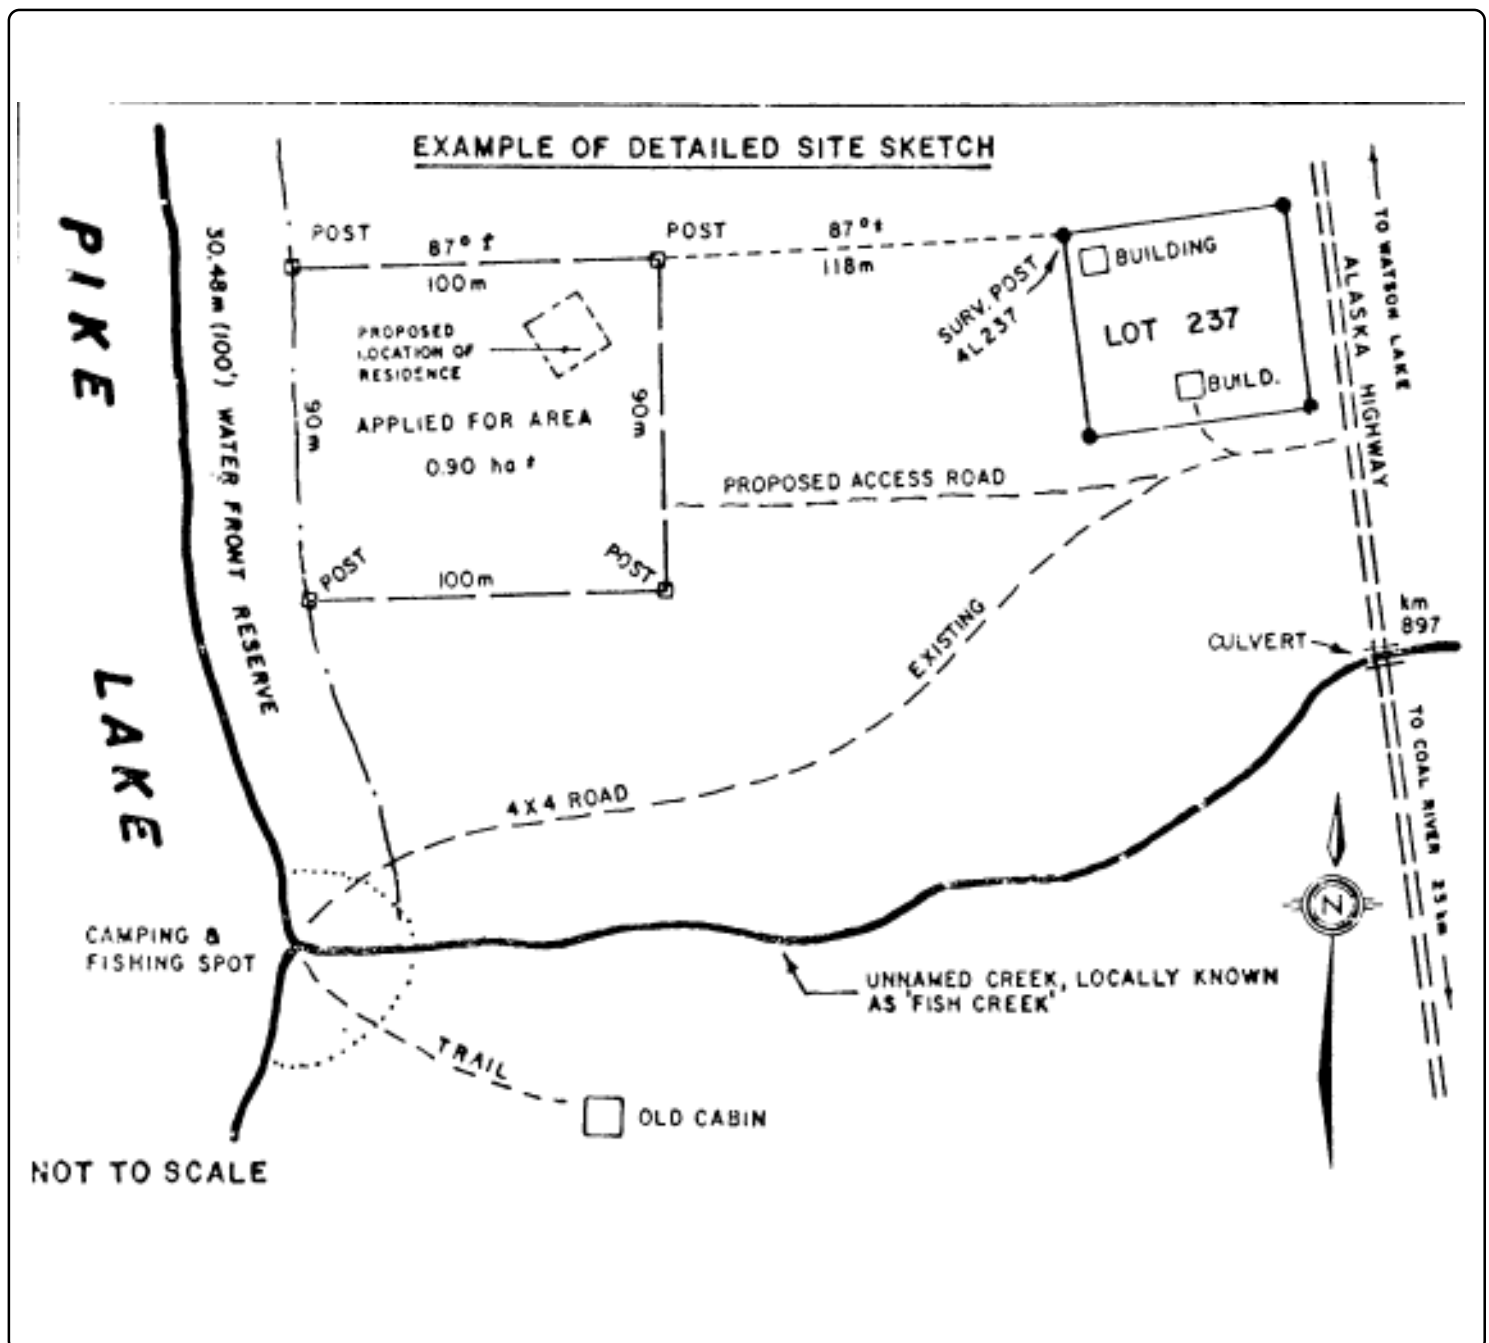 EXAMPLE OF DETAILED SITE SKETCH
PIKE
LAKE
30.48m (100') WATER FRONT RESERVE
POST
87° ±
100m
POST
87° ±
118m
SURV. POST
4L237
BUILDING
LOT 237
BUILD.
ALASKA HIGHWAY
TO WATSON LAKE
PROPOSED
LOCATION OF
RESIDENCE
90m
90m
APPLIED FOR AREA
0.90 ha ±
PROPOSED ACCESS ROAD
POST
100m
POST
EXISTING
4 X 4 ROAD
CULVERT
km
897
TO COAL RIVER 25 km
N
CAMPING &
FISHING SPOT
UNNAMED CREEK, LOCALLY KNOWN
AS 'FISH CREEK'
TRAIL
OLD CABIN
NOT TO SCALE